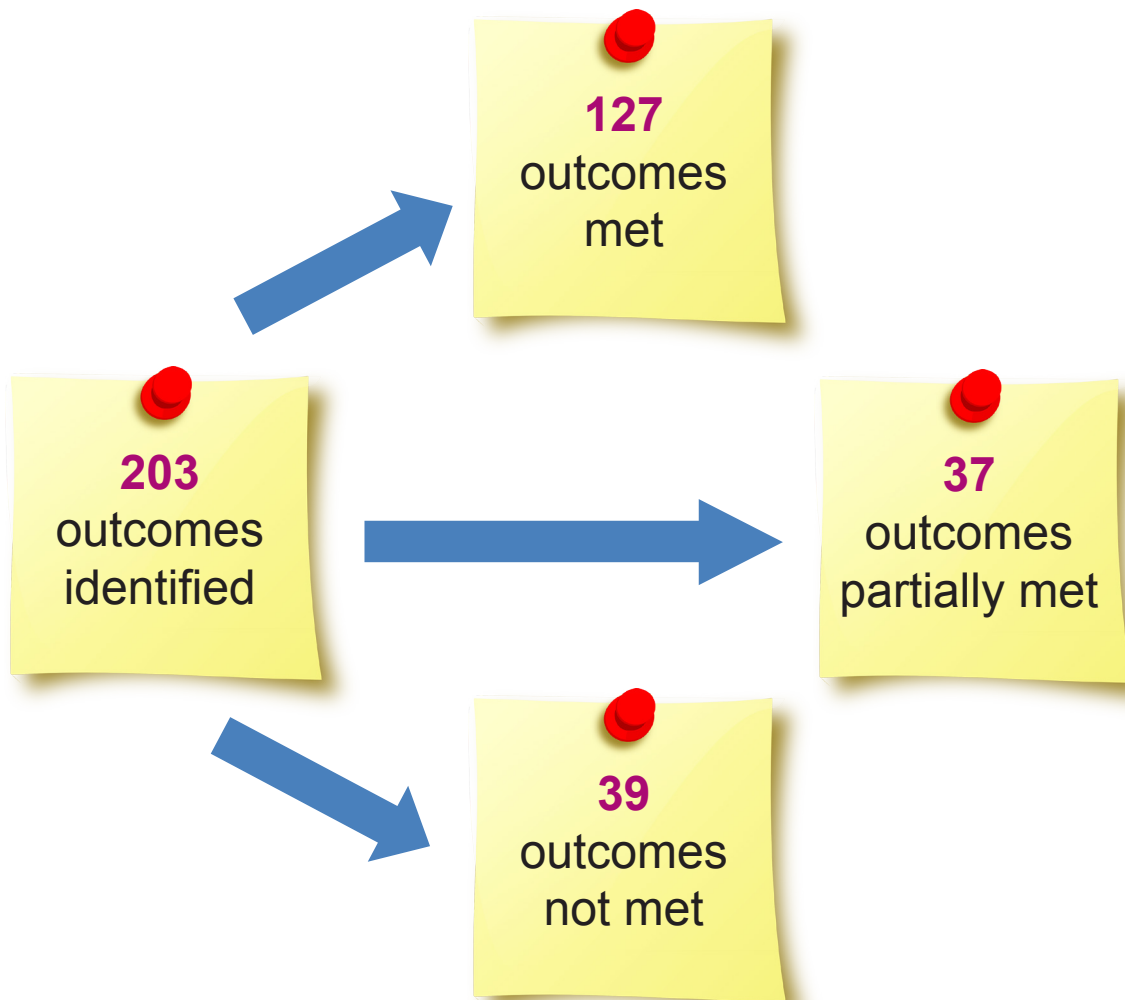 127
outcomes
met
203
outcomes
identified
37
outcomes
partially met
39
outcomes
not met